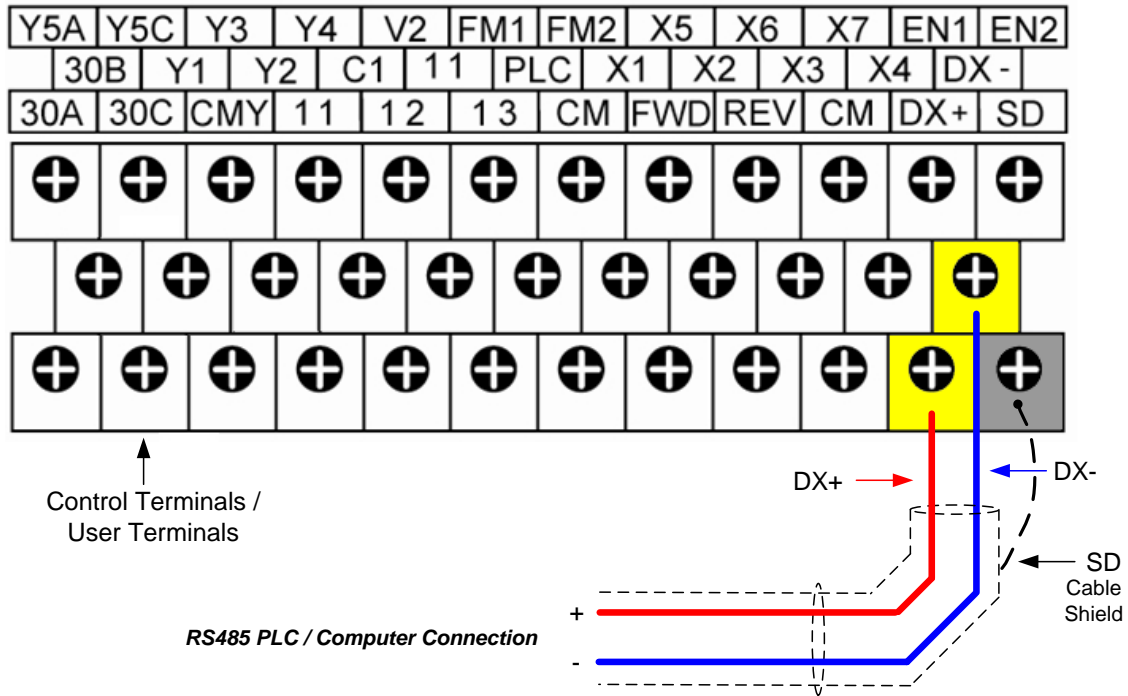 Y5A Y5C Y3 Y4 V2 FM1 FM2 X5 X6 X7 EN1 EN2
30B Y1 Y2 C1 11 PLC X1 X2 X3 X4 DX -
30A 30C CMY 11 12 13 CM FWD REV CM DX+ SD
Control Terminals /
User Terminals
DX+
DX-
SD
Cable
Shield
+
RS485 PLC / Computer Connection
-